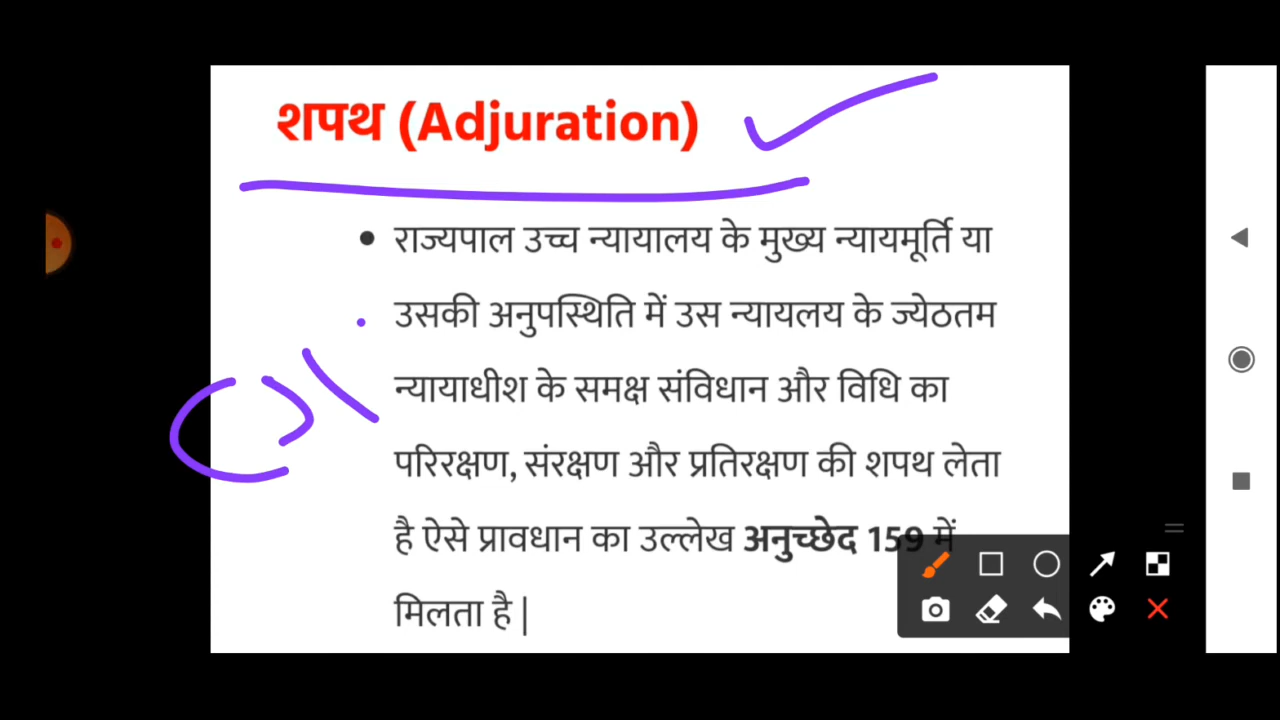 शपथ (Adjuration)
• राज्यपाल उच्च न्यायालय के मुख्य न्यायमूर्ति या
उसकी अनुपस्थिति में उस न्यायलय के ज्येठतम
न्यायाधीश के समक्ष संविधान और विधि का
परिरक्षण, संरक्षण और प्रतिरक्षण की शपथ लेता
है ऐसे प्रावधान का उल्लेख अनुच्छेद 159 में
मिलता है |